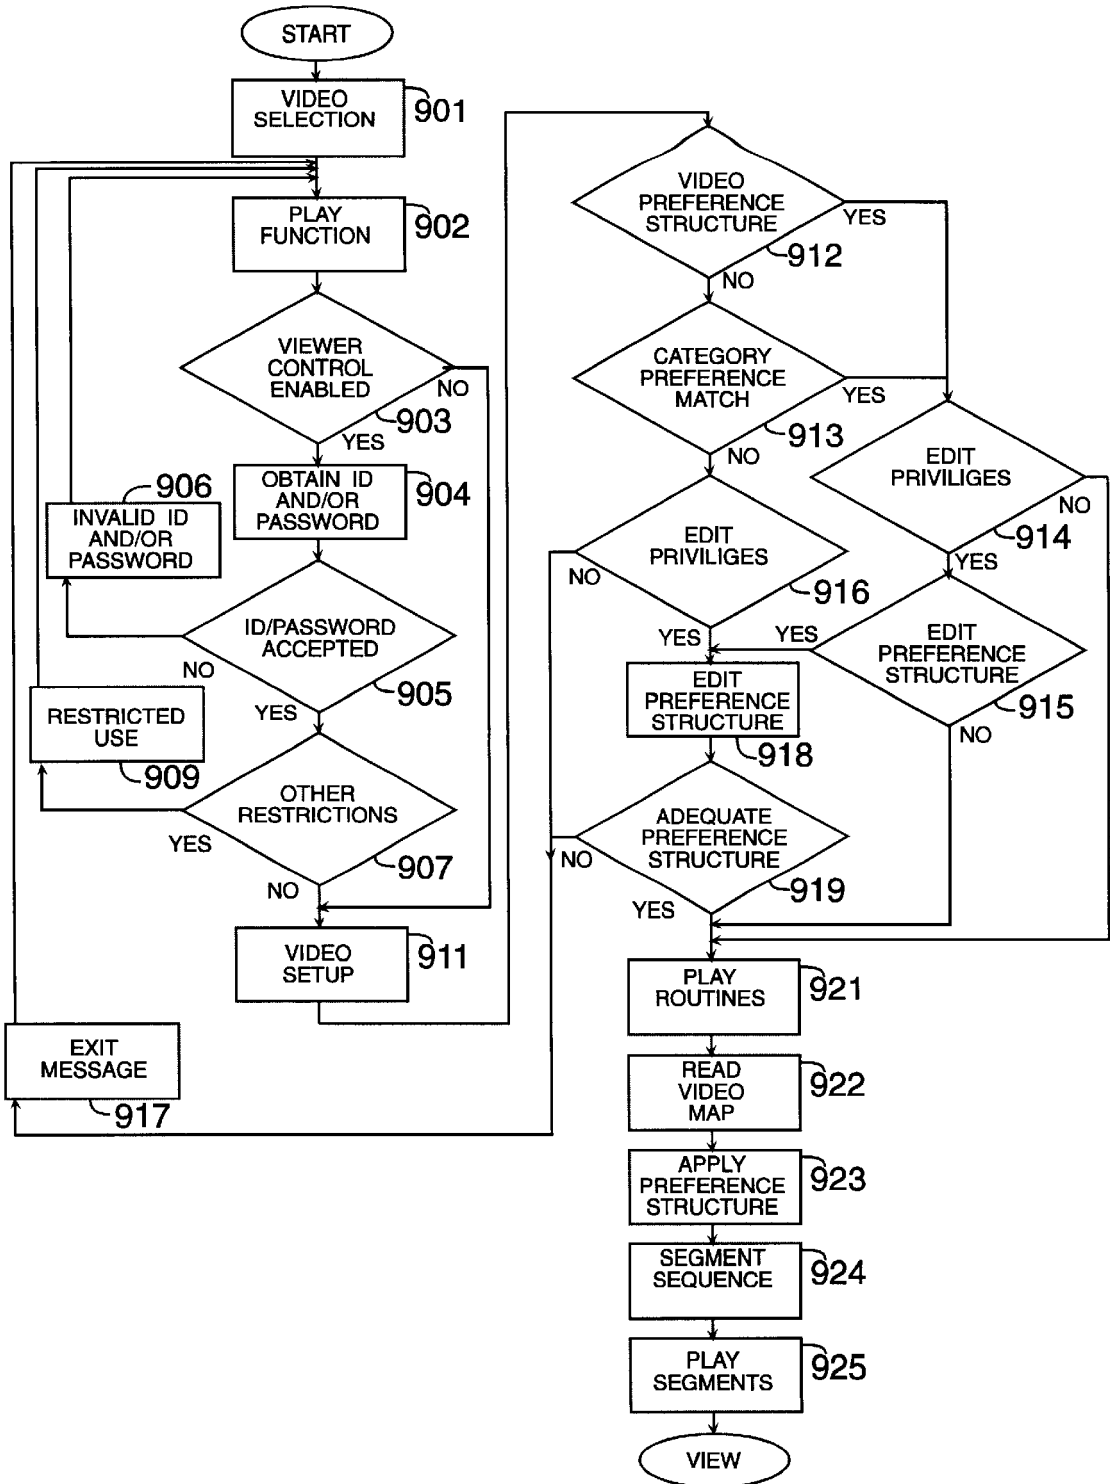 START
VIDEO
SELECTION
901
PLAY
FUNCTION
902
VIEWER
CONTROL
ENABLED
NO
903
YES
OBTAIN ID
AND/OR
PASSWORD
904
906
INVALID ID
AND/OR
PASSWORD
ID/PASSWORD
ACCEPTED
NO
905
YES
RESTRICTED
USE
909
OTHER
RESTRICTIONS
YES
907
NO
VIDEO
SETUP
911
EXIT
MESSAGE
917
VIDEO
PREFERENCE
STRUCTURE
YES
912
NO
CATEGORY
PREFERENCE
MATCH
YES
913
NO
EDIT
PRIVILIGES
NO
914
YES
EDIT
PRIVILIGES
NO
916
YES
YES
EDIT
PREFERENCE
STRUCTURE
915
NO
EDIT
PREFERENCE
STRUCTURE
918
ADEQUATE
PREFERENCE
STRUCTURE
NO
919
YES
PLAY
ROUTINES
921
READ
VIDEO
MAP
922
APPLY
PREFERENCE
STRUCTURE
923
SEGMENT
SEQUENCE
924
PLAY
SEGMENTS
925
VIEW